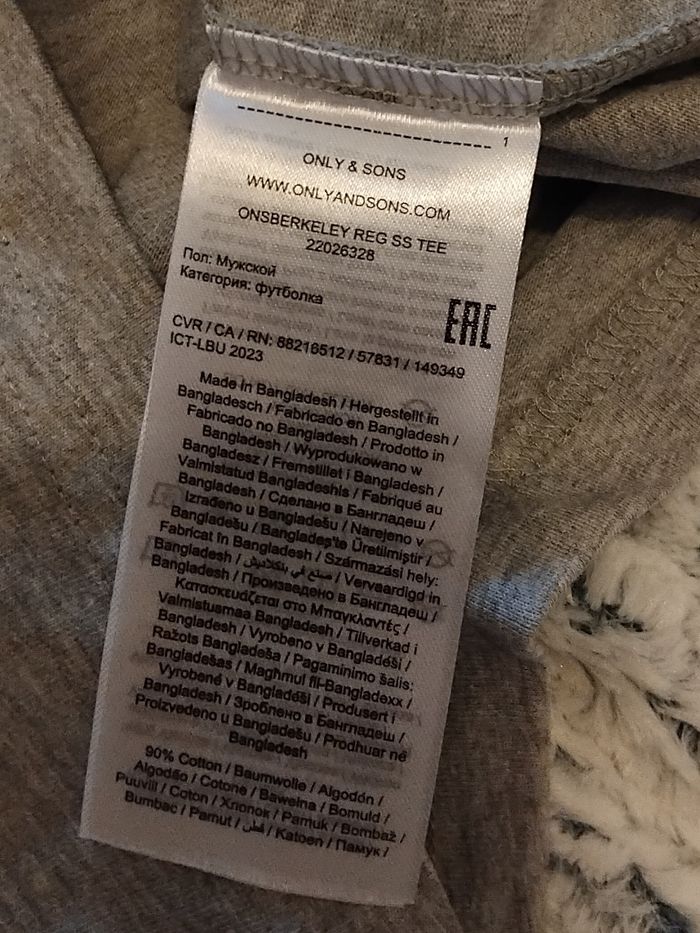 1
ONLY & SONS
WWW.ONLYANDSONS.COM
ONSBERKELEY REG SS TEE
22026328
Пол: Мужской
Категория: футболка
EAC
CVR / CA / RN: 88216512 / 57831 / 149349
ICT-LBU 2023
Made in Bangladesh / Hergestellt in
Bangladesch / Fabricado en Bangladesh /
Fabricado no Bangladesh / Prodotto in
Bangladesh / Wyprodukowano w
Bangladesz / Fremstillet i Bangladesh /
Valmistatud Bangladeshis / Fabriqué au
Bangladesh / Сделано в Бангладеш /
Izrađeno u Bangladešu / Narejeno v
Bangladešu / Bangladeş'te Üretilmiştir /
Fabricat în Bangladesh / Származási hely:
Bangladesh / صنع في بنكلاديش / Vervaardigd in
Bangladesh / Произведено в Бангладеш /
Κατασκευάζεται στο Μπαγκλαντές /
Valmistusmaa Bangladesh / Tillverkad i
Bangladesh / Vyrobeno v Bangladéši /
Ražots Bangladeša / Pagaminimo šalis:
Bangladešas / Magħmul fil-Bangladexx /
Vyrobené v Bangladéši / Produsert i
Bangladesh / Зроблено в Бангладеш /
Proizvedeno u Bangladešu / Prodhuar në
Bangladesh
90% Cotton / Baumwolle / Algodón /
Algodão / Cotone / Bawełna / Bomuld /
Puuvill / Coton / Хлопок / Pamuk / Bombaž /
Bumbac / Pamut / قطن / Katoen / Памук /